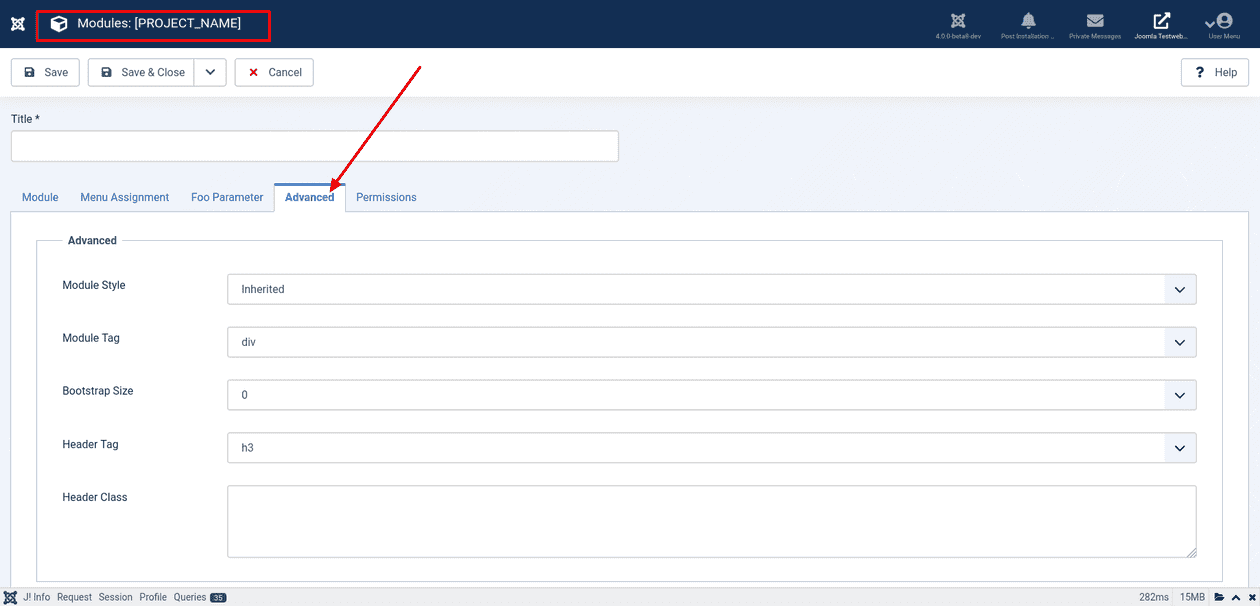 Modules: [PROJECT_NAME]
4.0.0-beta8-dev
Post Installation ..
Private Messages
Joomla Testweb...
User Menu
Save
Save & Close
Cancel
? Help
Title *
Module
Menu Assignment
Foo Parameter
Advanced
Permissions
Advanced
Module Style
Inherited
Module Tag
div
Bootstrap Size
0
Header Tag
h3
Header Class
J! Info
Request
Session
Profile
Queries 35
282ms
15MB